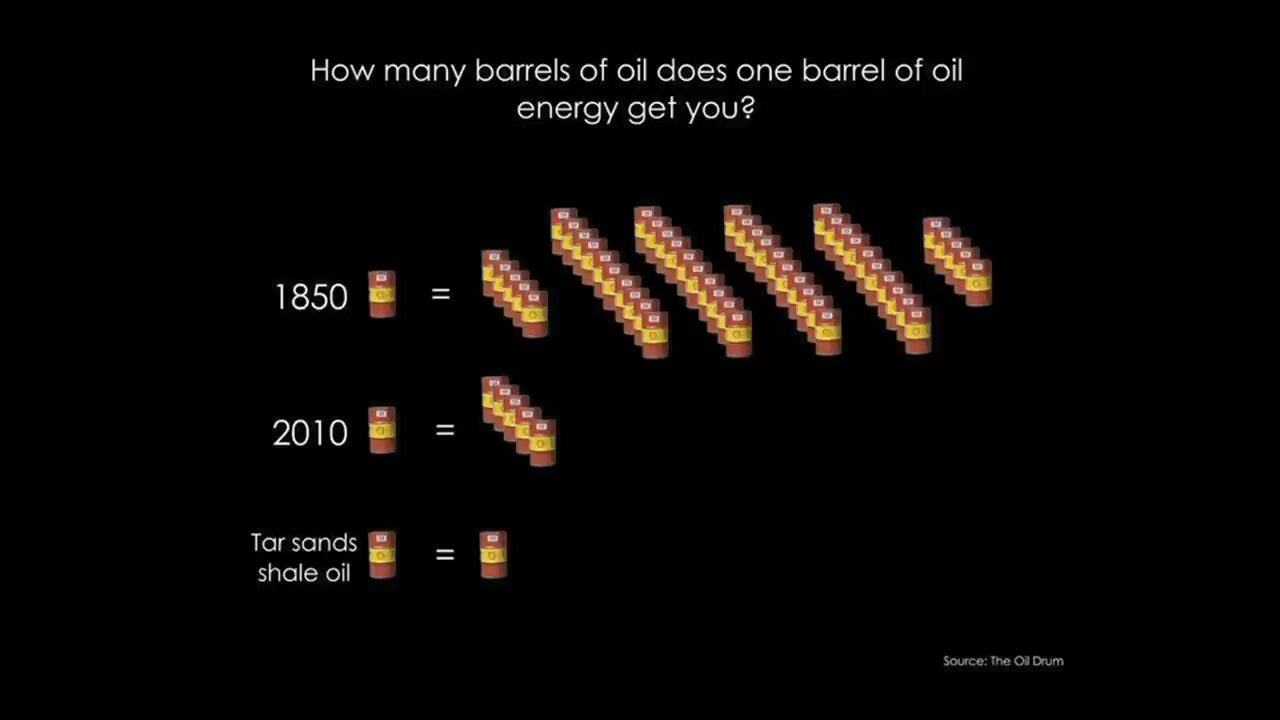 How many barrels of oil does one barrel of oil
energy get you?
1850 =
2010 =
Tar sands =
shale oil
Source: The Oil Drum